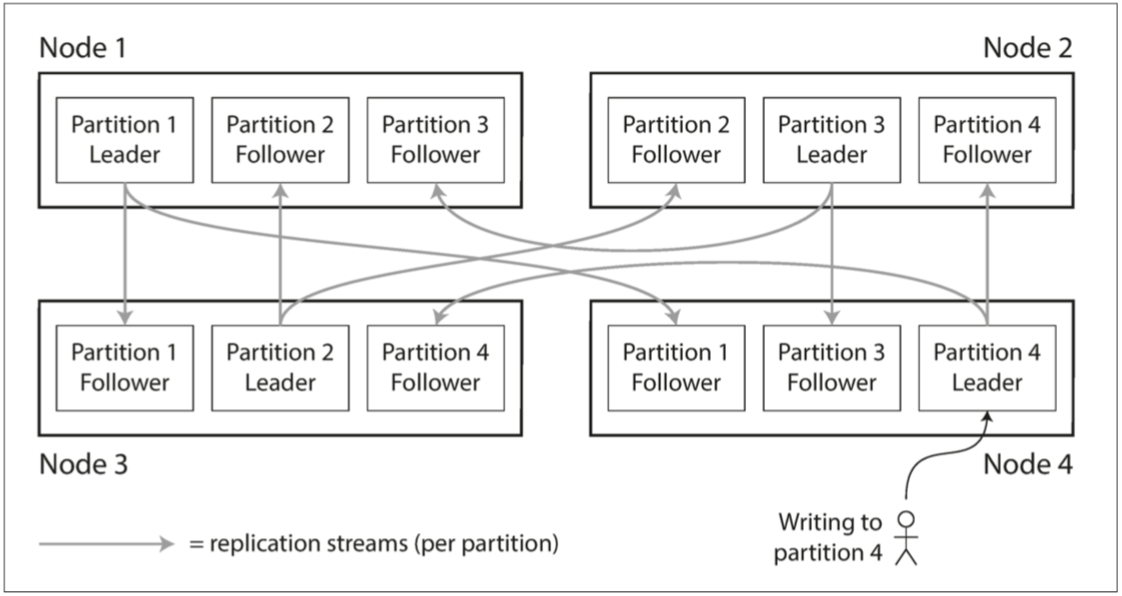 Node 1
Node 2
Partition 1
Leader
Partition 2
Follower
Partition 3
Follower
Partition 2
Follower
Partition 3
Leader
Partition 4
Follower
Partition 1
Follower
Partition 2
Leader
Partition 4
Follower
Partition 1
Follower
Partition 3
Follower
Partition 4
Leader
Node 3
Node 4
= replication streams (per partition)
Writing to
partition 4